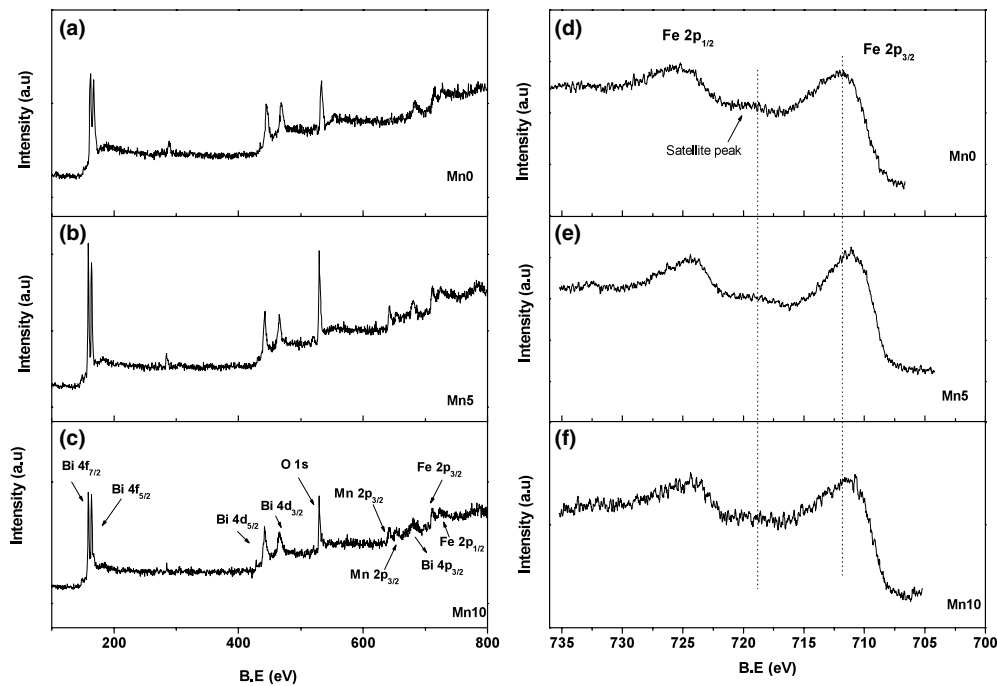 (a)
Intensity (a.u)
Mn0
(b)
Intensity (a.u)
Mn5
(c)
Intensity (a.u)
Bi 4f7/2
Bi 4f5/2
Bi 4d5/2
Bi 4d3/2
O 1s
Mn 2p3/2
Mn 2p3/2
Fe 2p3/2
Fe 2p1/2
Bi 4p3/2
Mn10
200 400 600 800
B.E (eV)
(d)
Fe 2p1/2
Fe 2p3/2
Intensity (a.u)
Satellite peak
Mn0
(e)
Intensity (a.u)
Mn5
(f)
Intensity (a.u)
Mn10
735 730 725 720 715 710 705 700
B.E (eV)